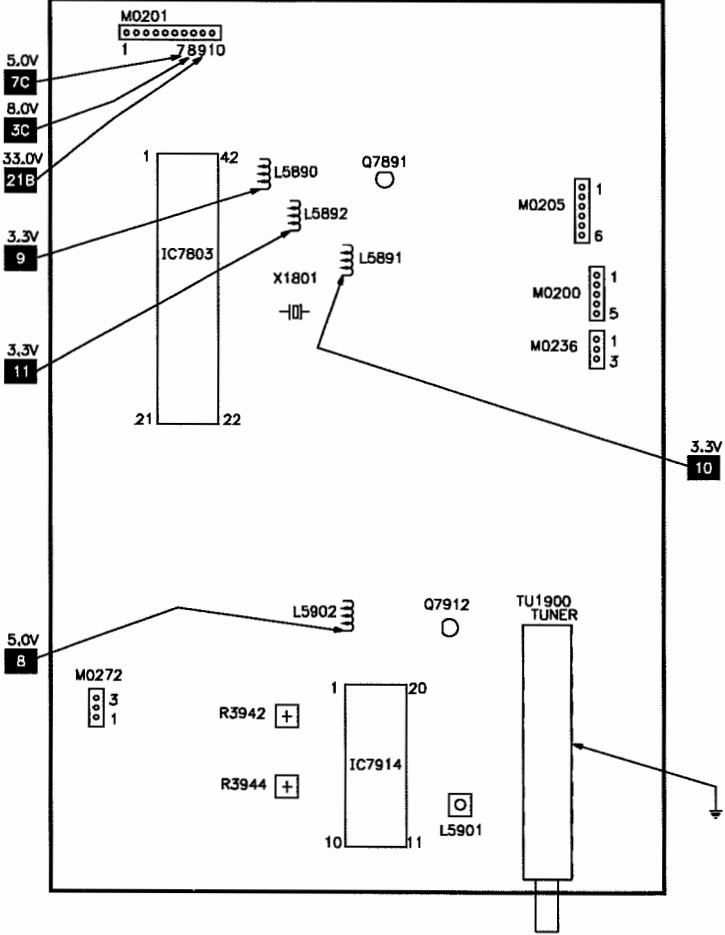 M0201
1 78910
5.0V
7C
8.0V
3C
33.0V
21B
1 42
L5890
Q7891
L5892
M0205
1
6
3.3V
9
IC7803
L5891
X1801
M0200
1
5
M0236
1
3
3.3V
11
21 22
3.3V
10
L5902
Q7912
TU1900
TUNER
5.0V
8
M0272
3
1
1 20
R3942
IC7914
R3944
L5901
10 11